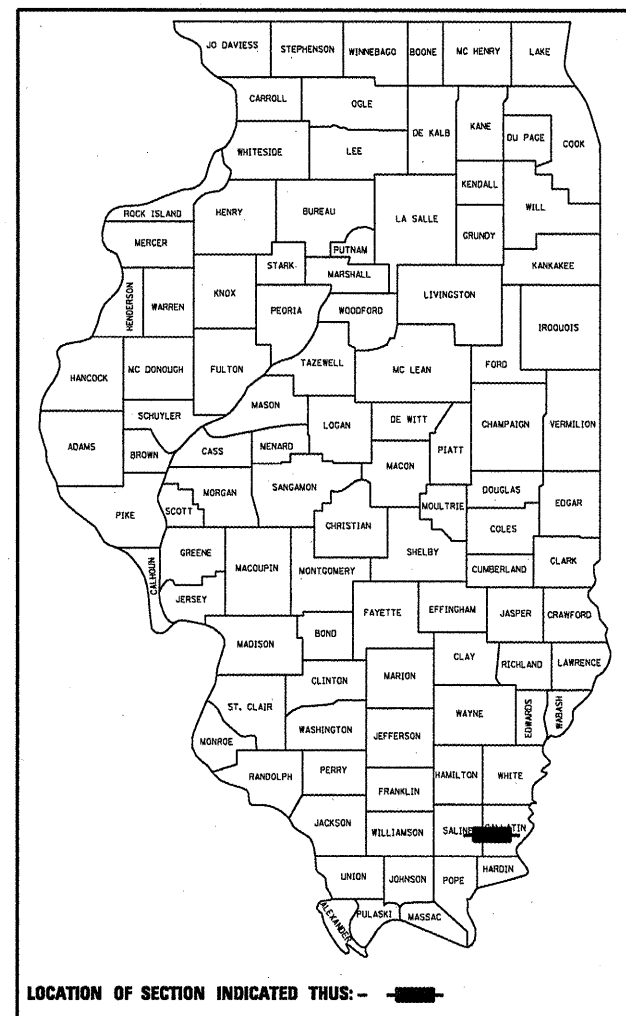 JO DAVIESS STEPHENSON WINNEBAGO BOONE MC HENRY LAKE
CARROLL OGLE DE KALB KANE DU PAGE COOK
WHITESIDE LEE
KENDALL WILL
ROCK ISLAND HENRY BUREAU LA SALLE GRUNDY
MERCER PUTNAM
STARK MARSHALL KANKAKEE
HENDERSON WARREN KNOX PEORIA WOODFORD LIVINGSTON IROQUOIS
HANCOCK MC DONOUGH FULTON TAZEWELL MC LEAN FORD
MASON
SCHUYLER LOGAN DE WITT CHAMPAIGN VERMILION
ADAMS BROWN CASS MENARD MACON PIATT
PIKE SCOTT MORGAN SANGAMON MOULTRIE DOUGLAS EDGAR
CHRISTIAN COLES
CALHOUN GREENE MACOUPIN MONTGOMERY SHELBY CUMBERLAND CLARK
JERSEY
FAYETTE EFFINGHAM JASPER CRAWFORD
MADISON BOND
CLAY RICHLAND LAWRENCE
CLINTON MARION
ST. CLAIR WAYNE EDWARDS WABASH
MONROE WASHINGTON JEFFERSON
RANDOLPH PERRY HAMILTON WHITE
FRANKLIN
JACKSON WILLIAMSON
UNION JOHNSON POPE HARDIN
ALEXANDER PULASKI MASSAC
LOCATION OF SECTION INDICATED THUS: -